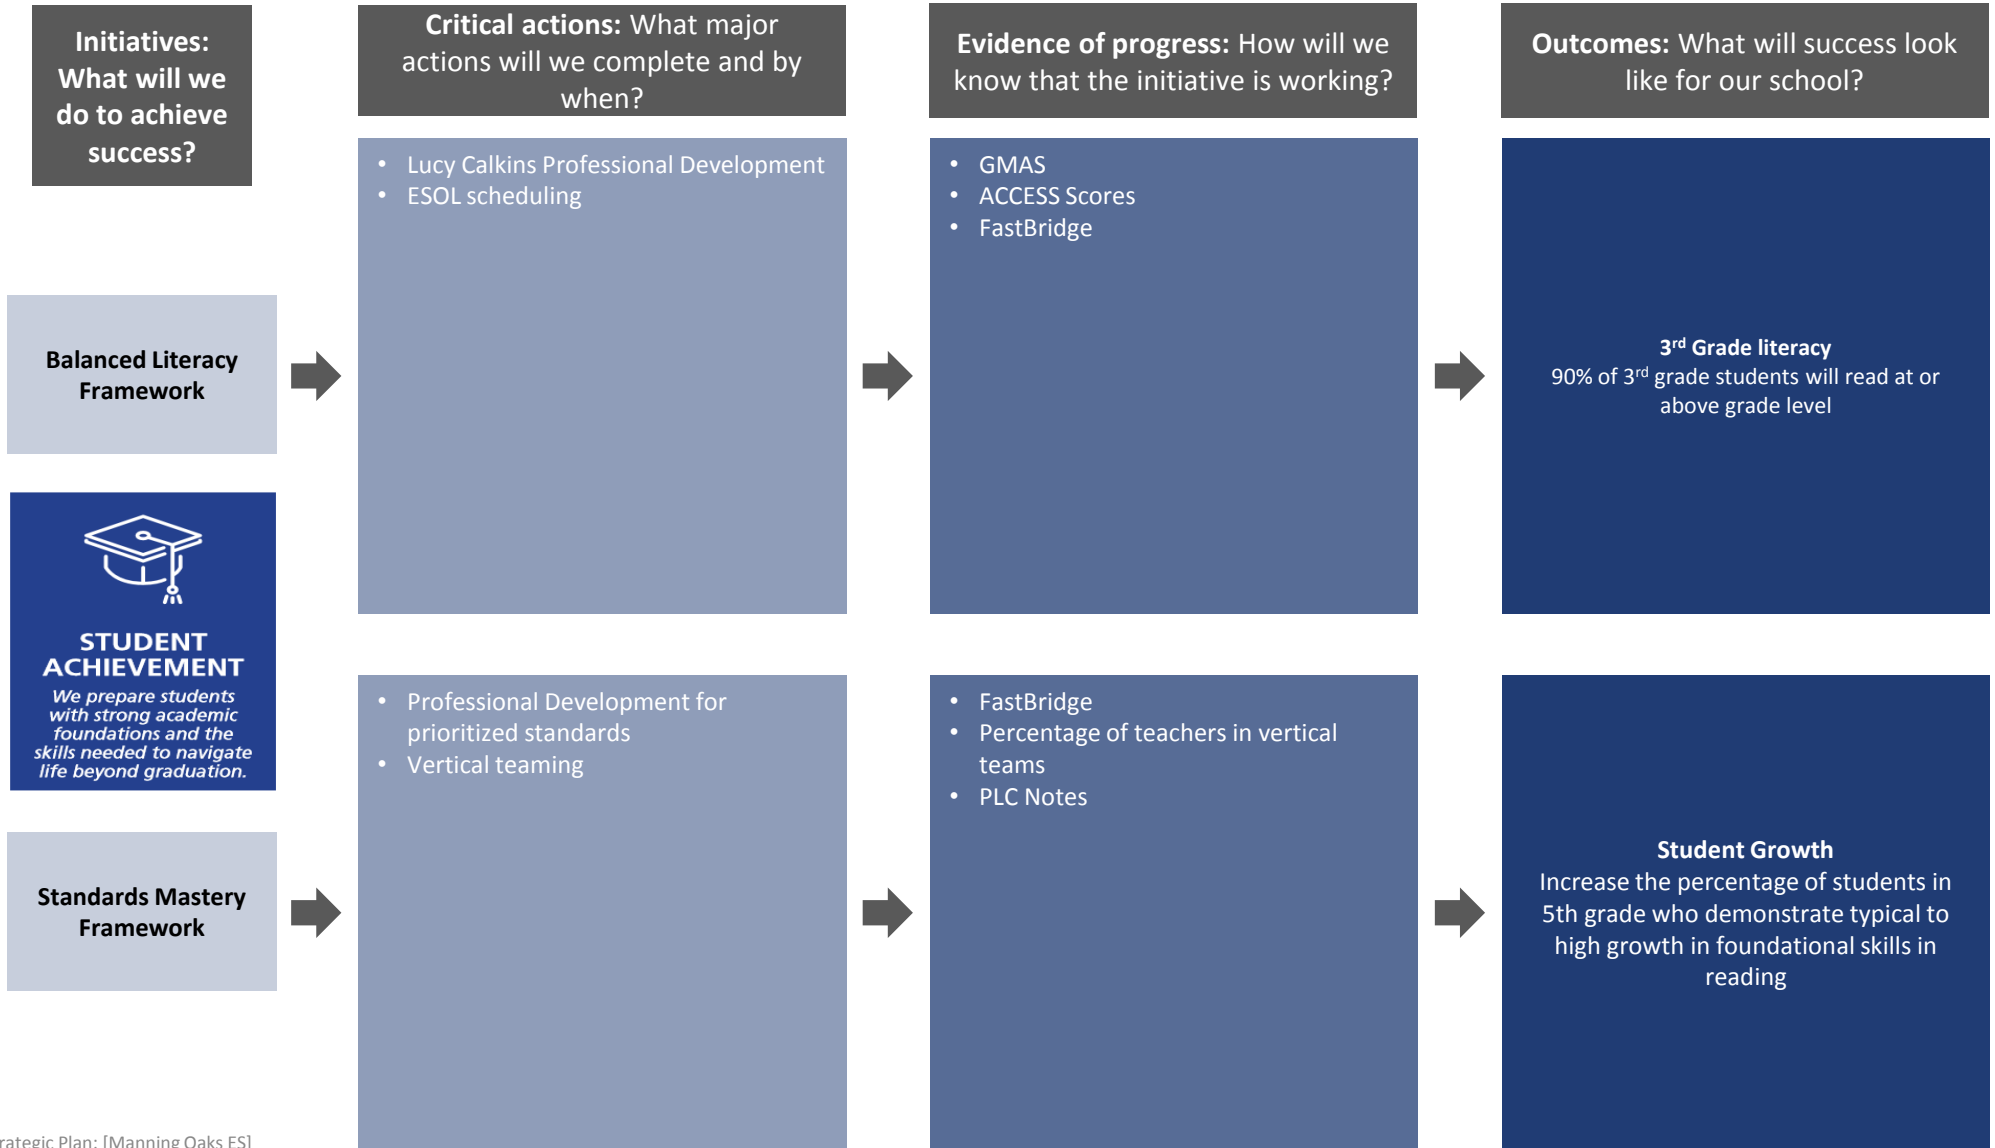 Initiatives:
What will we
do to achieve
success?
Critical actions: What major
actions will we complete and by
when?
Evidence of progress: How will we
know that the initiative is working?
Outcomes: What will success look
like for our school?
Balanced Literacy
Framework
• Lucy Calkins Professional Development
• ESOL scheduling
• GMAS
• ACCESS Scores
• FastBridge
3rd Grade literacy
90% of 3rd grade students will read at or
above grade level
STUDENT
ACHIEVEMENT
We prepare students
with strong academic
foundations and the
skills needed to navigate
life beyond graduation.
Standards Mastery
Framework
• Professional Development for
prioritized standards
• Vertical teaming
• FastBridge
• Percentage of teachers in vertical
teams
• PLC Notes
Student Growth
Increase the percentage of students in
5th grade who demonstrate typical to
high growth in foundational skills in
reading
Plan: [Manning Oaks ES]